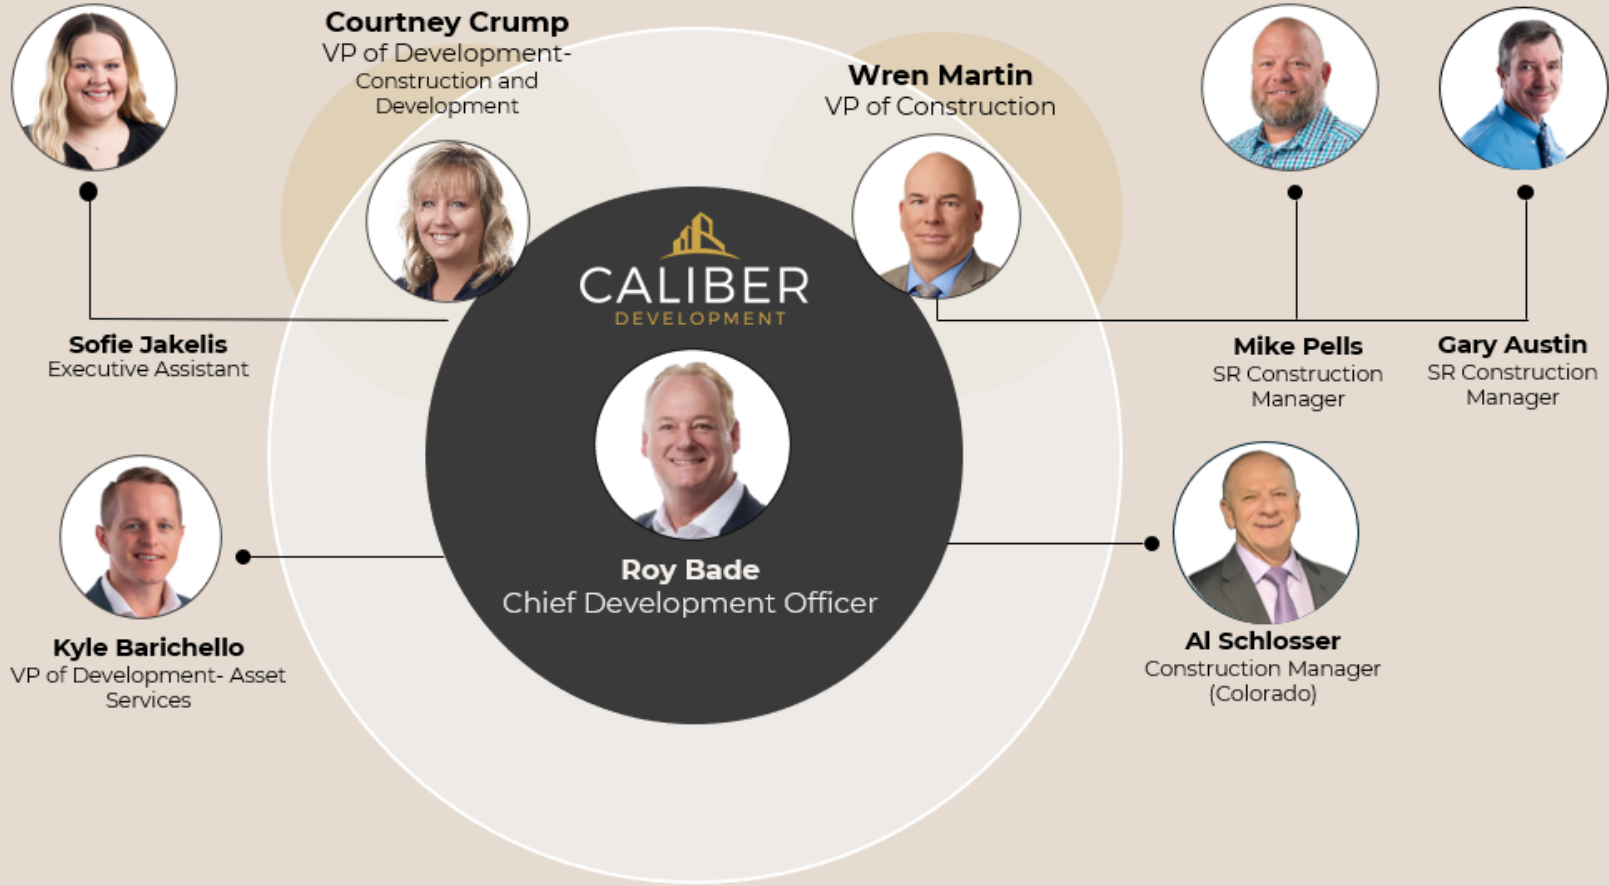 Courtney Crump
VP of Development-
Construction and
Development
Wren Martin
VP of Construction
CALIBER
DEVELOPMENT
Sofie Jakelis
Executive Assistant
Mike Pells
SR Construction
Manager
Gary Austin
SR Construction
Manager
Roy Bade
Chief Development Officer
Kyle Barichello
VP of Development- Asset
Services
Al Schlosser
Construction Manager
(Colorado)